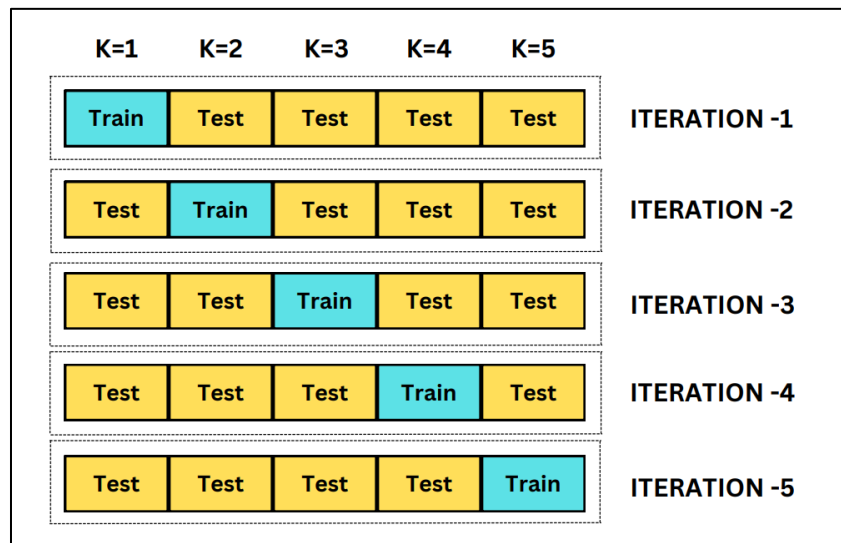 K=1 K=2 K=3 K=4 K=5
Train Test Test Test Test ITERATION -1
Test Train Test Test Test ITERATION -2
Test Test Train Test Test ITERATION -3
Test Test Test Train Test ITERATION -4
Test Test Test Test Train ITERATION -5